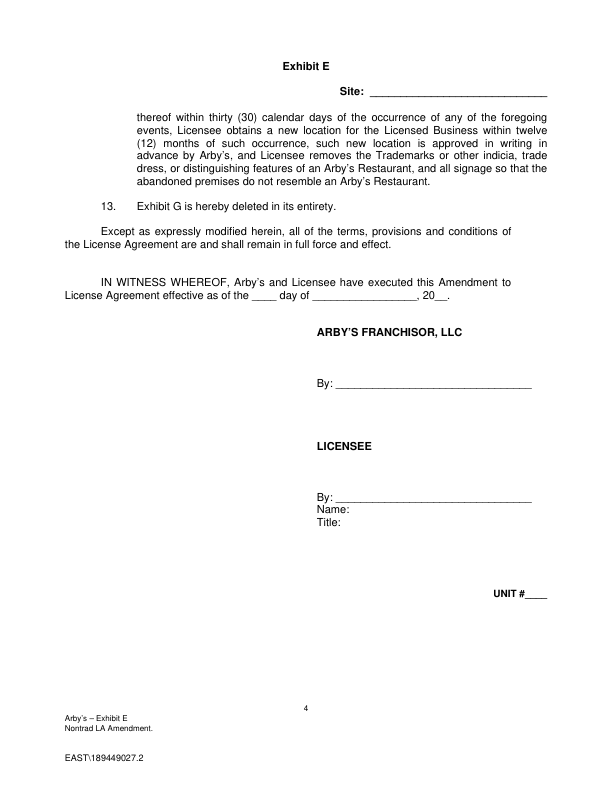 Exhibit E
Site: ______________________________
thereof within thirty (30) calendar days of the occurrence of any of the foregoing
events, Licensee obtains a new location for the Licensed Business within twelve
(12) months of such occurrence, such new location is approved in writing in
advance by Arby's, and Licensee removes the Trademarks or other indicia, trade
dress, or distinguishing features of an Arby's Restaurant, and all signage so that the
abandoned premises do not resemble an Arby's Restaurant.
13. Exhibit G is hereby deleted in its entirety.
Except as expressly modified herein, all of the terms, provisions and conditions of
the License Agreement are and shall remain in full force and effect.
IN WITNESS WHEREOF, Arby's and Licensee have executed this Amendment to
License Agreement effective as of the ____ day of __________________, 20__.
ARBY'S FRANCHISOR, LLC
By: _________________________________
LICENSEE
By: _________________________________
Name:
Title:
UNIT #____
4
Arby's – Exhibit E
Nontrad LA Amendment.
EAST\189449027.2